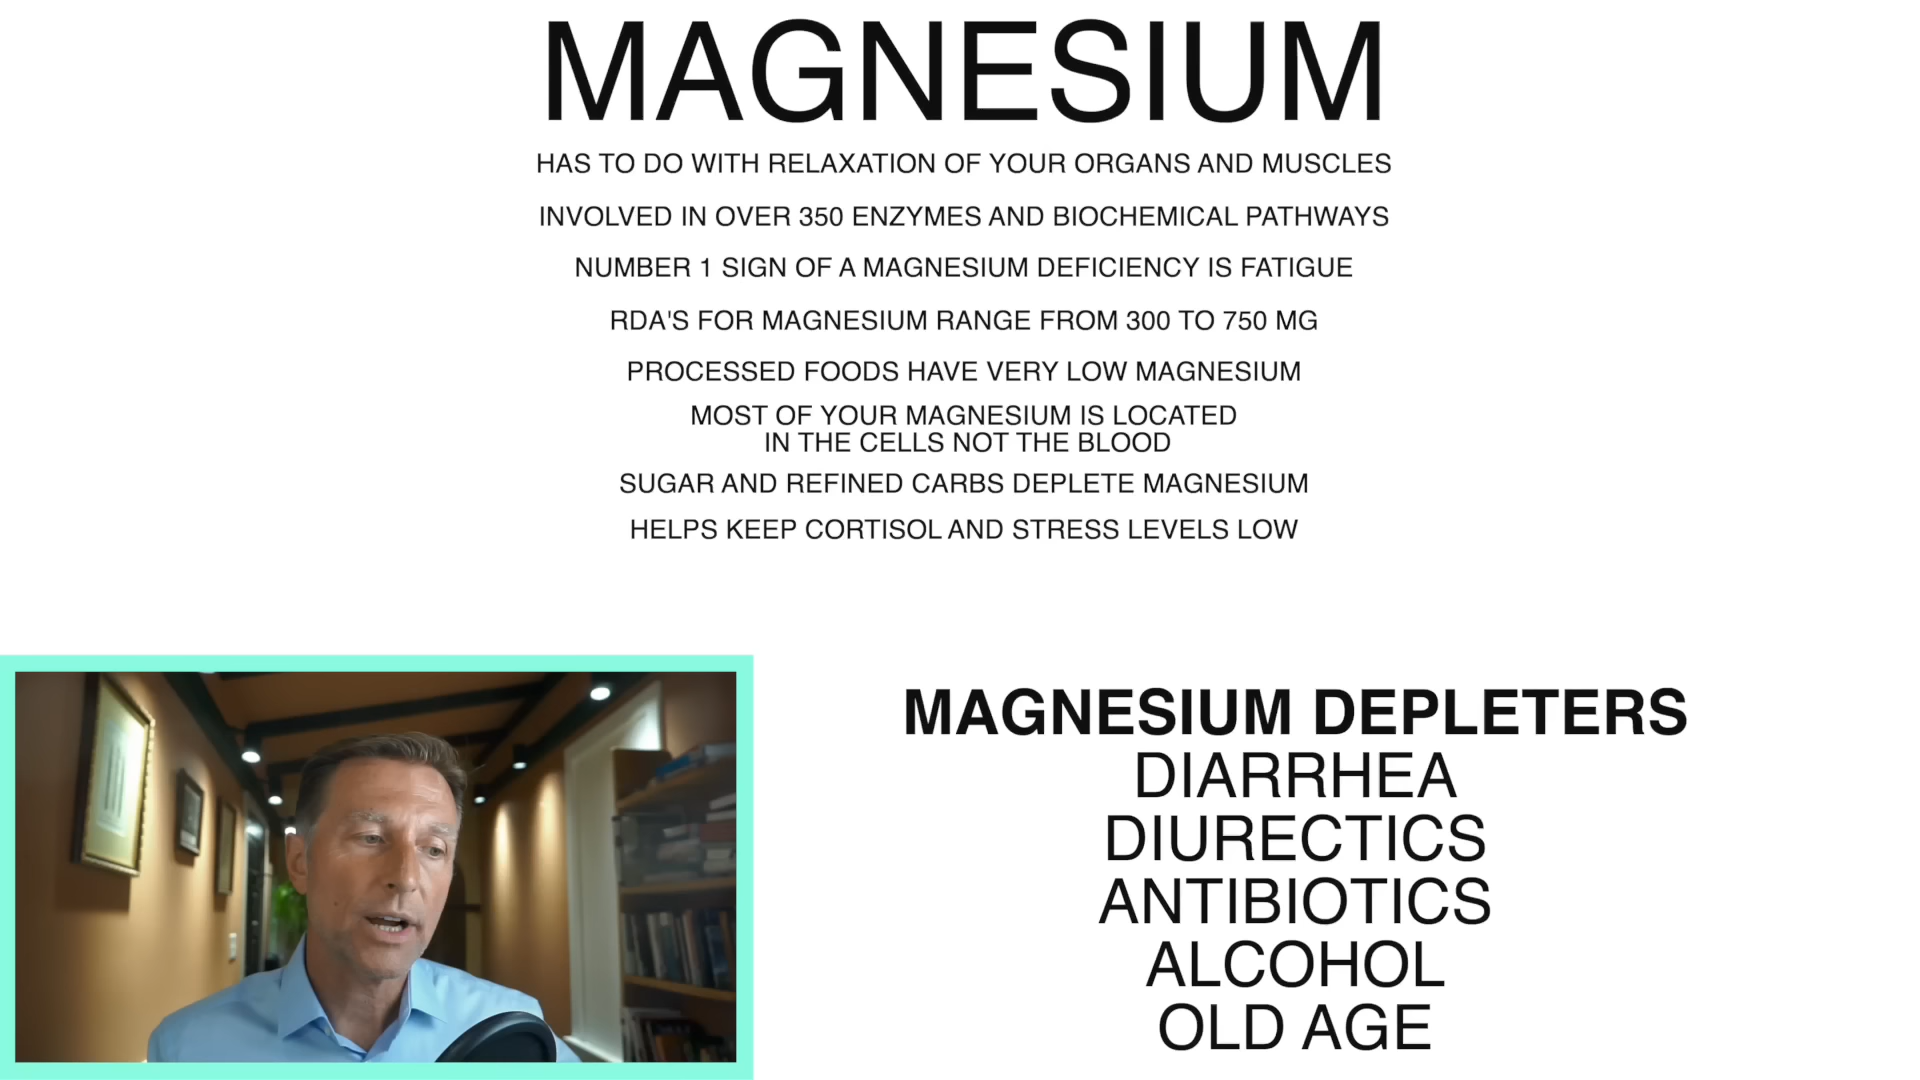 MAGNESIUM
HAS TO DO WITH RELAXATION OF YOUR ORGANS AND MUSCLES
INVOLVED IN OVER 350 ENZYMES AND BIOCHEMICAL PATHWAYS
NUMBER 1 SIGN OF A MAGNESIUM DEFICIENCY IS FATIGUE
RDA'S FOR MAGNESIUM RANGE FROM 300 TO 750 MG
PROCESSED FOODS HAVE VERY LOW MAGNESIUM
MOST OF YOUR MAGNESIUM IS LOCATED
IN THE CELLS NOT THE BLOOD
SUGAR AND REFINED CARBS DEPLETE MAGNESIUM
HELPS KEEP CORTISOL AND STRESS LEVELS LOW
MAGNESIUM DEPLETERS
DIARRHEA
DIURECTICS
ANTIBIOTICS
ALCOHOL
OLD AGE